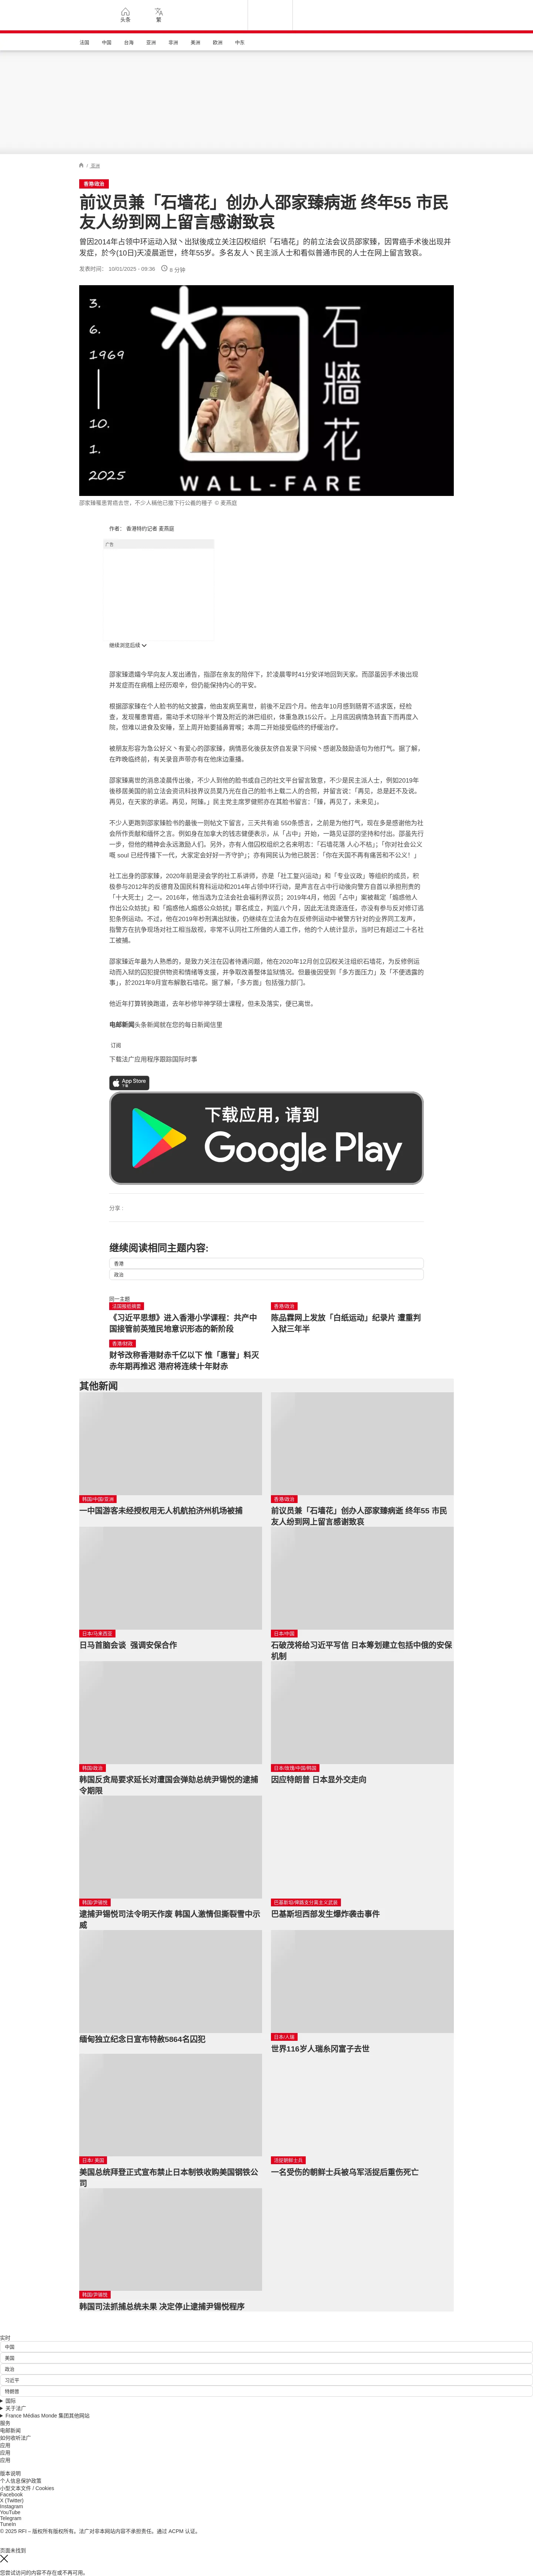 头条
繁
法国
中国
台海
亚洲
非洲
美洲
欧洲
中东
/ 亚洲
香港/政治
前议员兼「石墙花」创办人邵家臻病逝 终年55 市民
友人纷到网上留言感谢致哀
曾因2014年占领中环运动入狱丶出狱後成立关注囚权组织「石墙花」的前立法会议员邵家臻，因胃癌手术後出现并
发症，於今(10日)天凌晨逝世，终年55岁。多名友人丶民主派人士和看似普通市民的人士在网上留言致哀。
发表时间： 10/01/2025 - 09:36
8 分钟
3.
6.
1969
10.
1.
2025
石牆花
WALL-FARE
邵家臻罹患胃癌去世，不少人稱他已撒下行公義的種子 © 麦燕庭
作者： 香港特约记者 麦燕庭
广告
继续浏览后续
邵家臻遗孀今早向友人发出通告，指邵在亲友的陪伴下，於凌晨零时41分安详地回到天家。而邵虽因手术後出现
并发症而在病榻上经历艰辛，但仍能保持内心的平安。
根据邵家臻在个人脸书的帖文披露，他由发病至离世，前後不足四个月。他去年10月感到肠胃不适求医，经检
查，发现罹患胃癌，需动手术切除半个胃及附近的淋巴组织，体重急跌15公斤。上月底因病情急转直下而再度入
院，但难以进食及安睡，至上周开始要插鼻胃喉；本周二开始接受临终的纾缓治疗。
被朋友形容为急公好义丶有爱心的邵家臻，病情恶化後获友侪自发录下问候丶感谢及鼓励语句为他打气。据了解，
在昨晚临终前，有关录音声带亦有在他床边重播。
邵家臻离世的消息凌晨传出後，不少人到他的脸书或自己的社文平台留言致意，不少是民主派人士，例如2019年
後移居美国的前立法会资讯科技界议员莫乃光在自己的脸书上载二人的合照，并留言说:「再见，总是赶不及说。
再见，在天家的承诺。再见，阿臻。」民主党主席罗健熙亦在其脸书留言：「臻，再见了，未来见」。
不少人更跑到邵家臻脸书的最後一则帖文下留言，三天共有逾 550条感言，之前是为他打气，现在多是感谢他为社
会所作贡献和缅怀之言。例如身在加拿大的钱志健便表示，从「占中」开始，一路见证邵的坚持和付出。邵虽先行
一步，但他的精神会永远激励人们。另外，亦有人借囚权组织之名来明志：「石墙花落 人心不枯」；「你对社会公义
嘅 soul 已经传播下一代，大家定会好好一齐守护」；亦有网民认为他已脱苦：「你在天国不再有痛苦和不公义！」
社工出身的邵家臻，2020年前是浸会学的社工系讲师，亦是「社工复兴运动」和「专业议政」等组织的成员，积
极参与2012年的反德育及国民科育科运动和2014年占领中环行动，是声言在占中行动後向警方自首以承担刑责的
「十大死士」之一。2016年，他当选为立法会社会福利界议员；2019年4月，他因「占中」案被裁定「煽惑他人
作出公众妨扰」和「煽惑他人煽惑公众妨扰」罪名成立，判监八个月，因此无法竞逐连任，亦没有参与反对修订逃
犯条例运动。不过，他在2019年秒刑满出狱後，仍继续在立法会为在反修例运动中被警方针对的业界同工发声，
指警方在抗争现场对社工相当敌视，非常不认同社工所做的人道工作，他的个人统计显示，当时已有超过二十名社
工被捕。
邵家臻近年最为人熟悉的，是致力关注在囚者待遇问题，他在2020年12月创立囚权关注组织石墙花，为反修例运
动而入狱的囚犯提供物资和情绪等支援，并争取改善整体监狱情况。但最後因受到「多方面压力」及「不便透露的
事」，於2021年9月宣布解散石墙花。据了解，「多方面」包括强力部门。
他近年打算转换跑道，去年杪修毕神学硕士课程，但未及落实，便已离世。
电邮新闻头条新闻就在您的每日新闻信里
订阅
下载法广应用程序跟踪国际时事
App Store
下载
下载应用，请到
Google Play
分享 :
继续阅读相同主题内容:
香港
政治
同一主题
法国报纸摘要
《习近平思想》进入香港小学课程：共产中
国接管前英殖民地意识形态的新阶段
香港/政治
陈品霖网上发放「白纸运动」纪录片 遭重判
入狱三年半
香港/财政
财爷改称香港财赤千亿以下 惟「惠誉」料灭
赤年期再推迟 港府将连续十年财赤
其他新闻
韩国/中国/亚洲
一中国游客未经授权用无人机航拍济州机场被捕
香港/政治
前议员兼「石墙花」创办人邵家臻病逝 终年55 市民
友人纷到网上留言感谢致哀
日本/马来西亚
日马首脑会谈 强调安保合作
日本/中国
石破茂将给习近平写信 日本筹划建立包括中俄的安保
机制
韩国/政治
韩国反贪局要求延长对遭国会弹劾总统尹锡悦的逮捕
令期限
日本/连俄/中国/韩国
因应特朗普 日本显外交走向
韩国/尹锡悦
逮捕尹锡悦司法令明天作废 韩国人激情但撕裂雪中示
威
巴基斯坦/俾路支分离主义武装
巴基斯坦西部发生爆炸袭击事件
缅甸独立纪念日宣布特赦5864名囚犯
日本/人瑞
世界116岁人瑞糸冈富子去世
日本/ 美国
美国总统拜登正式宣布禁止日本制铁收购美国钢铁公
司
活捉朝鲜士兵
一名受伤的朝鲜士兵被乌军活捉后重伤死亡
韩国/尹锡悦
韩国司法抓捕总统未果 决定停止逮捕尹锡悦程序
实时
中国
美国
政治
习近平
特朗普
国际
关于法广
France Médias Monde 集团其他网站
服务
电邮新闻
如何收听法广
应用
应用
应用
版本说明
个人信息保护政策
小型文本文件 / Cookies
Facebook
X (Twitter)
Instagram
YouTube
Telegram
TuneIn
© 2025 RFI – 版权所有版权所有。法广对非本网站内容不承担责任。通过 ACPM 认证。
页面未找到
您尝试访问的内容不存在或不再可用。